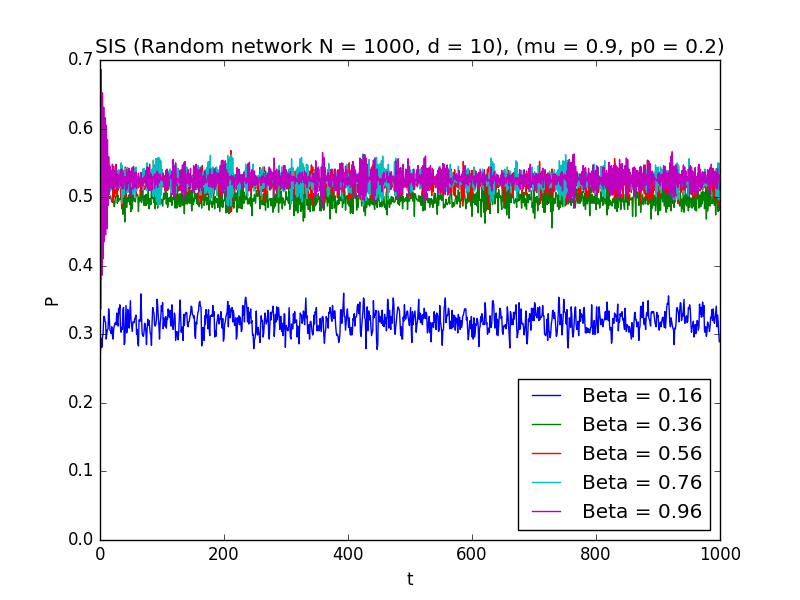 SIS (Random network N = 1000, d = 10), (mu = 0.9, p0 = 0.2)
0.7
0.6
0.5
0.4
0.3
0.2
0.1
0.0
P
Beta = 0.16
Beta = 0.36
Beta = 0.56
Beta = 0.76
Beta = 0.96
0 200 400 600 800 1000
t